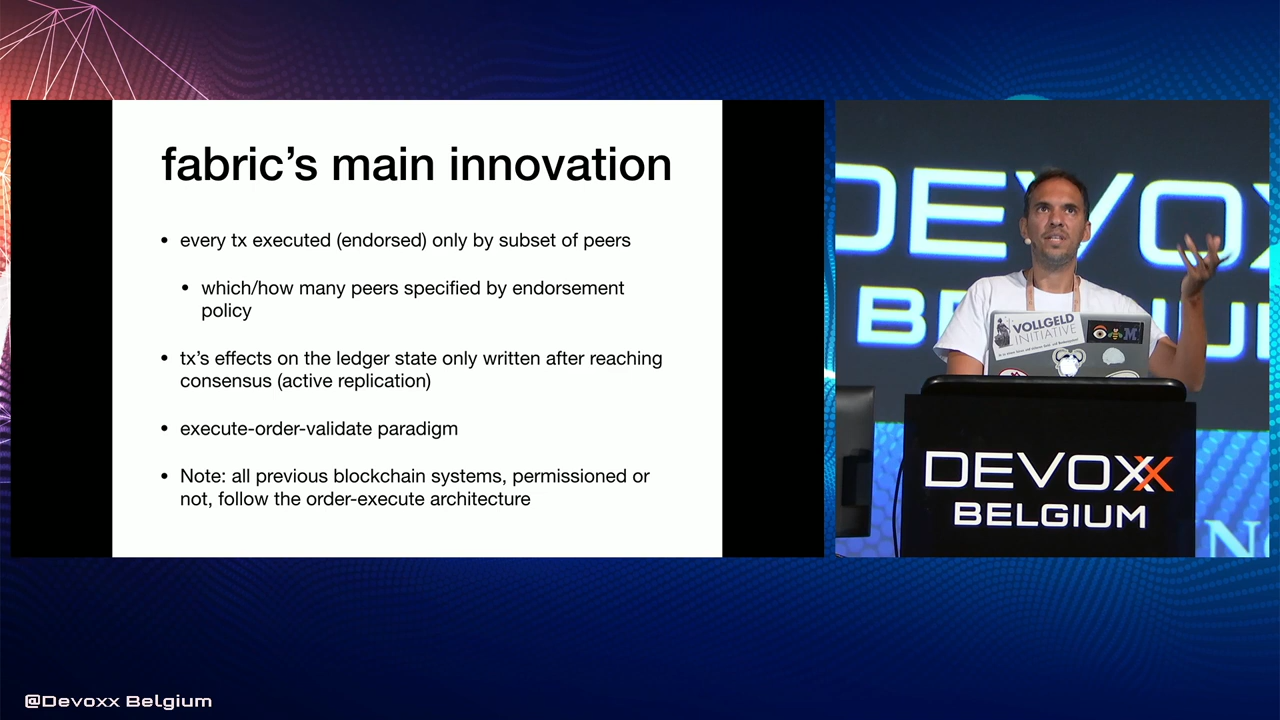 fabric's main innovation
• every tx executed (endorsed) only by subset of peers
• which/how many peers specified by endorsement
policy
• tx's effects on the ledger state only written after reaching
consensus (active replication)
• execute-order-validate paradigm
• Note: all previous blockchain systems, permissioned or
not, follow the order-execute architecture
DEVOX
BELGIUM
VOLLGELD
INITIATIVE
M
DEVOXX
BELGIUM
@Devoxx Belgium